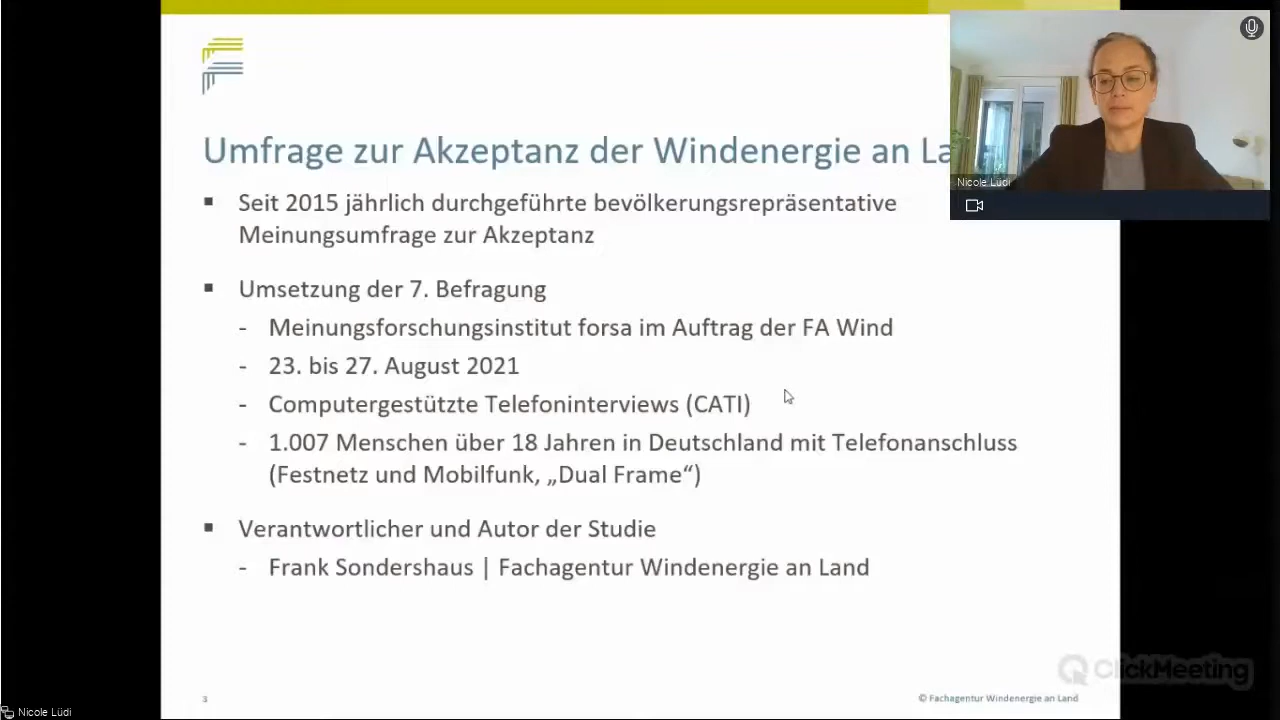 Umfrage zur Akzeptanz der Windenergie an La
Nicole Lüdi
▪ Seit 2015 jährlich durchgeführte bevölkerungsrepräsentative
Meinungsumfrage zur Akzeptanz
▪ Umsetzung der 7. Befragung
- Meinungsforschungsinstitut forsa im Auftrag der FA Wind
- 23. bis 27. August 2021
- Computergestützte Telefoninterviews (CATI)
- 1.007 Menschen über 18 Jahren in Deutschland mit Telefonanschluss
(Festnetz und Mobilfunk, „Dual Frame“)
▪ Verantwortlicher und Autor der Studie
- Frank Sondershaus | Fachagentur Windenergie an Land
ClickMeeting
3
© Fachagentur Windenergie an Land
Nicole Lüdi